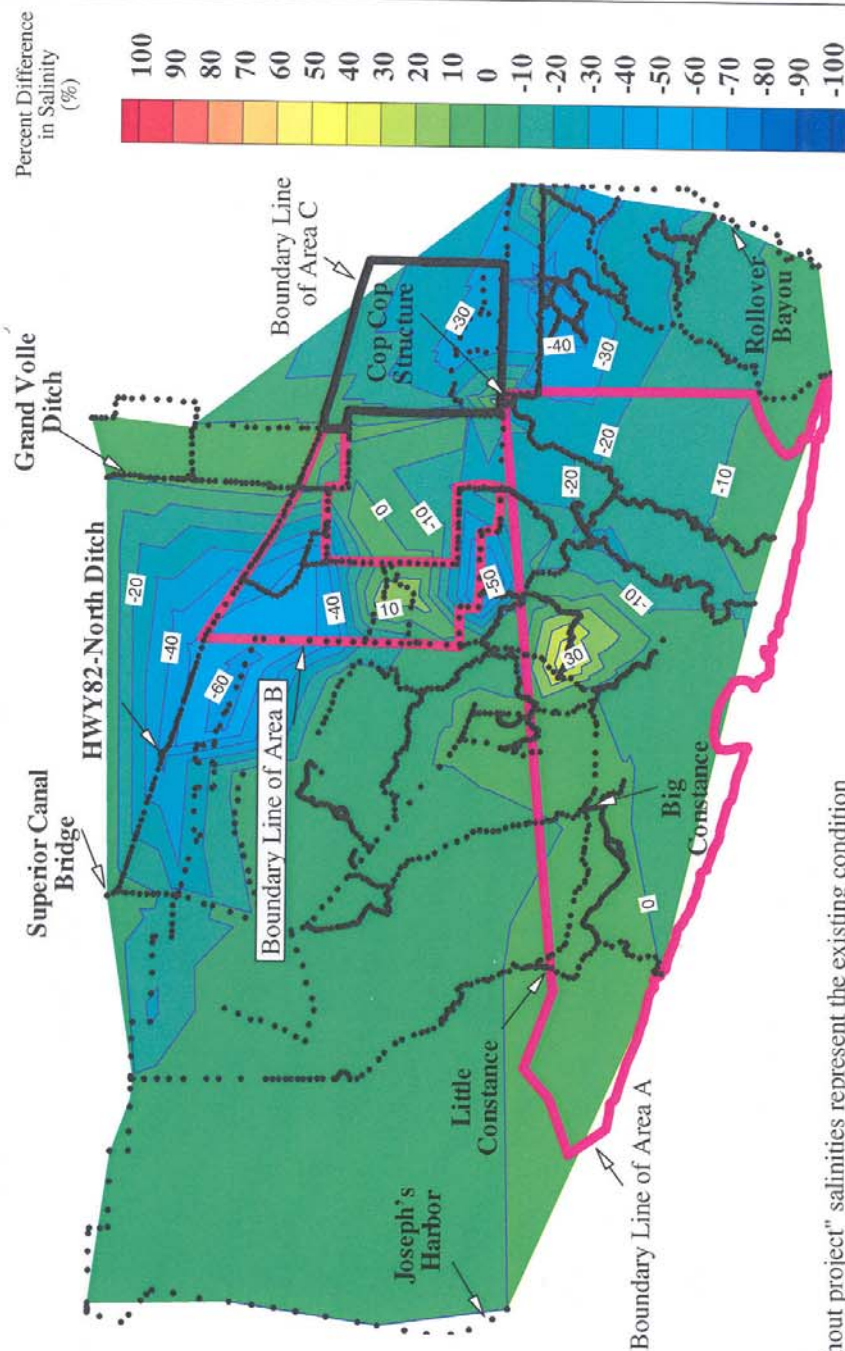 Percent Difference
in Salinity
(%)
100
90
80
70
60
50
40
30
20
10
0
-10
-20
-30
-40
-50
-60
-70
-80
-90
-100
Superior Canal
Bridge
HWY82-North Ditch
Grand Volle
Ditch
Boundary Line
of Area C
Cop Cop
Structure
Boundary Line of Area B
Joseph's
Harbor
Little
Constance
Big
Constance
Rollover
Bayou
Boundary Line of Area A
-20
-40
-60
-40
10
0
-10
-50
-30
-40
-30
-20
-20
-10
-10
30
0
hout project" salinities represent the existing condition